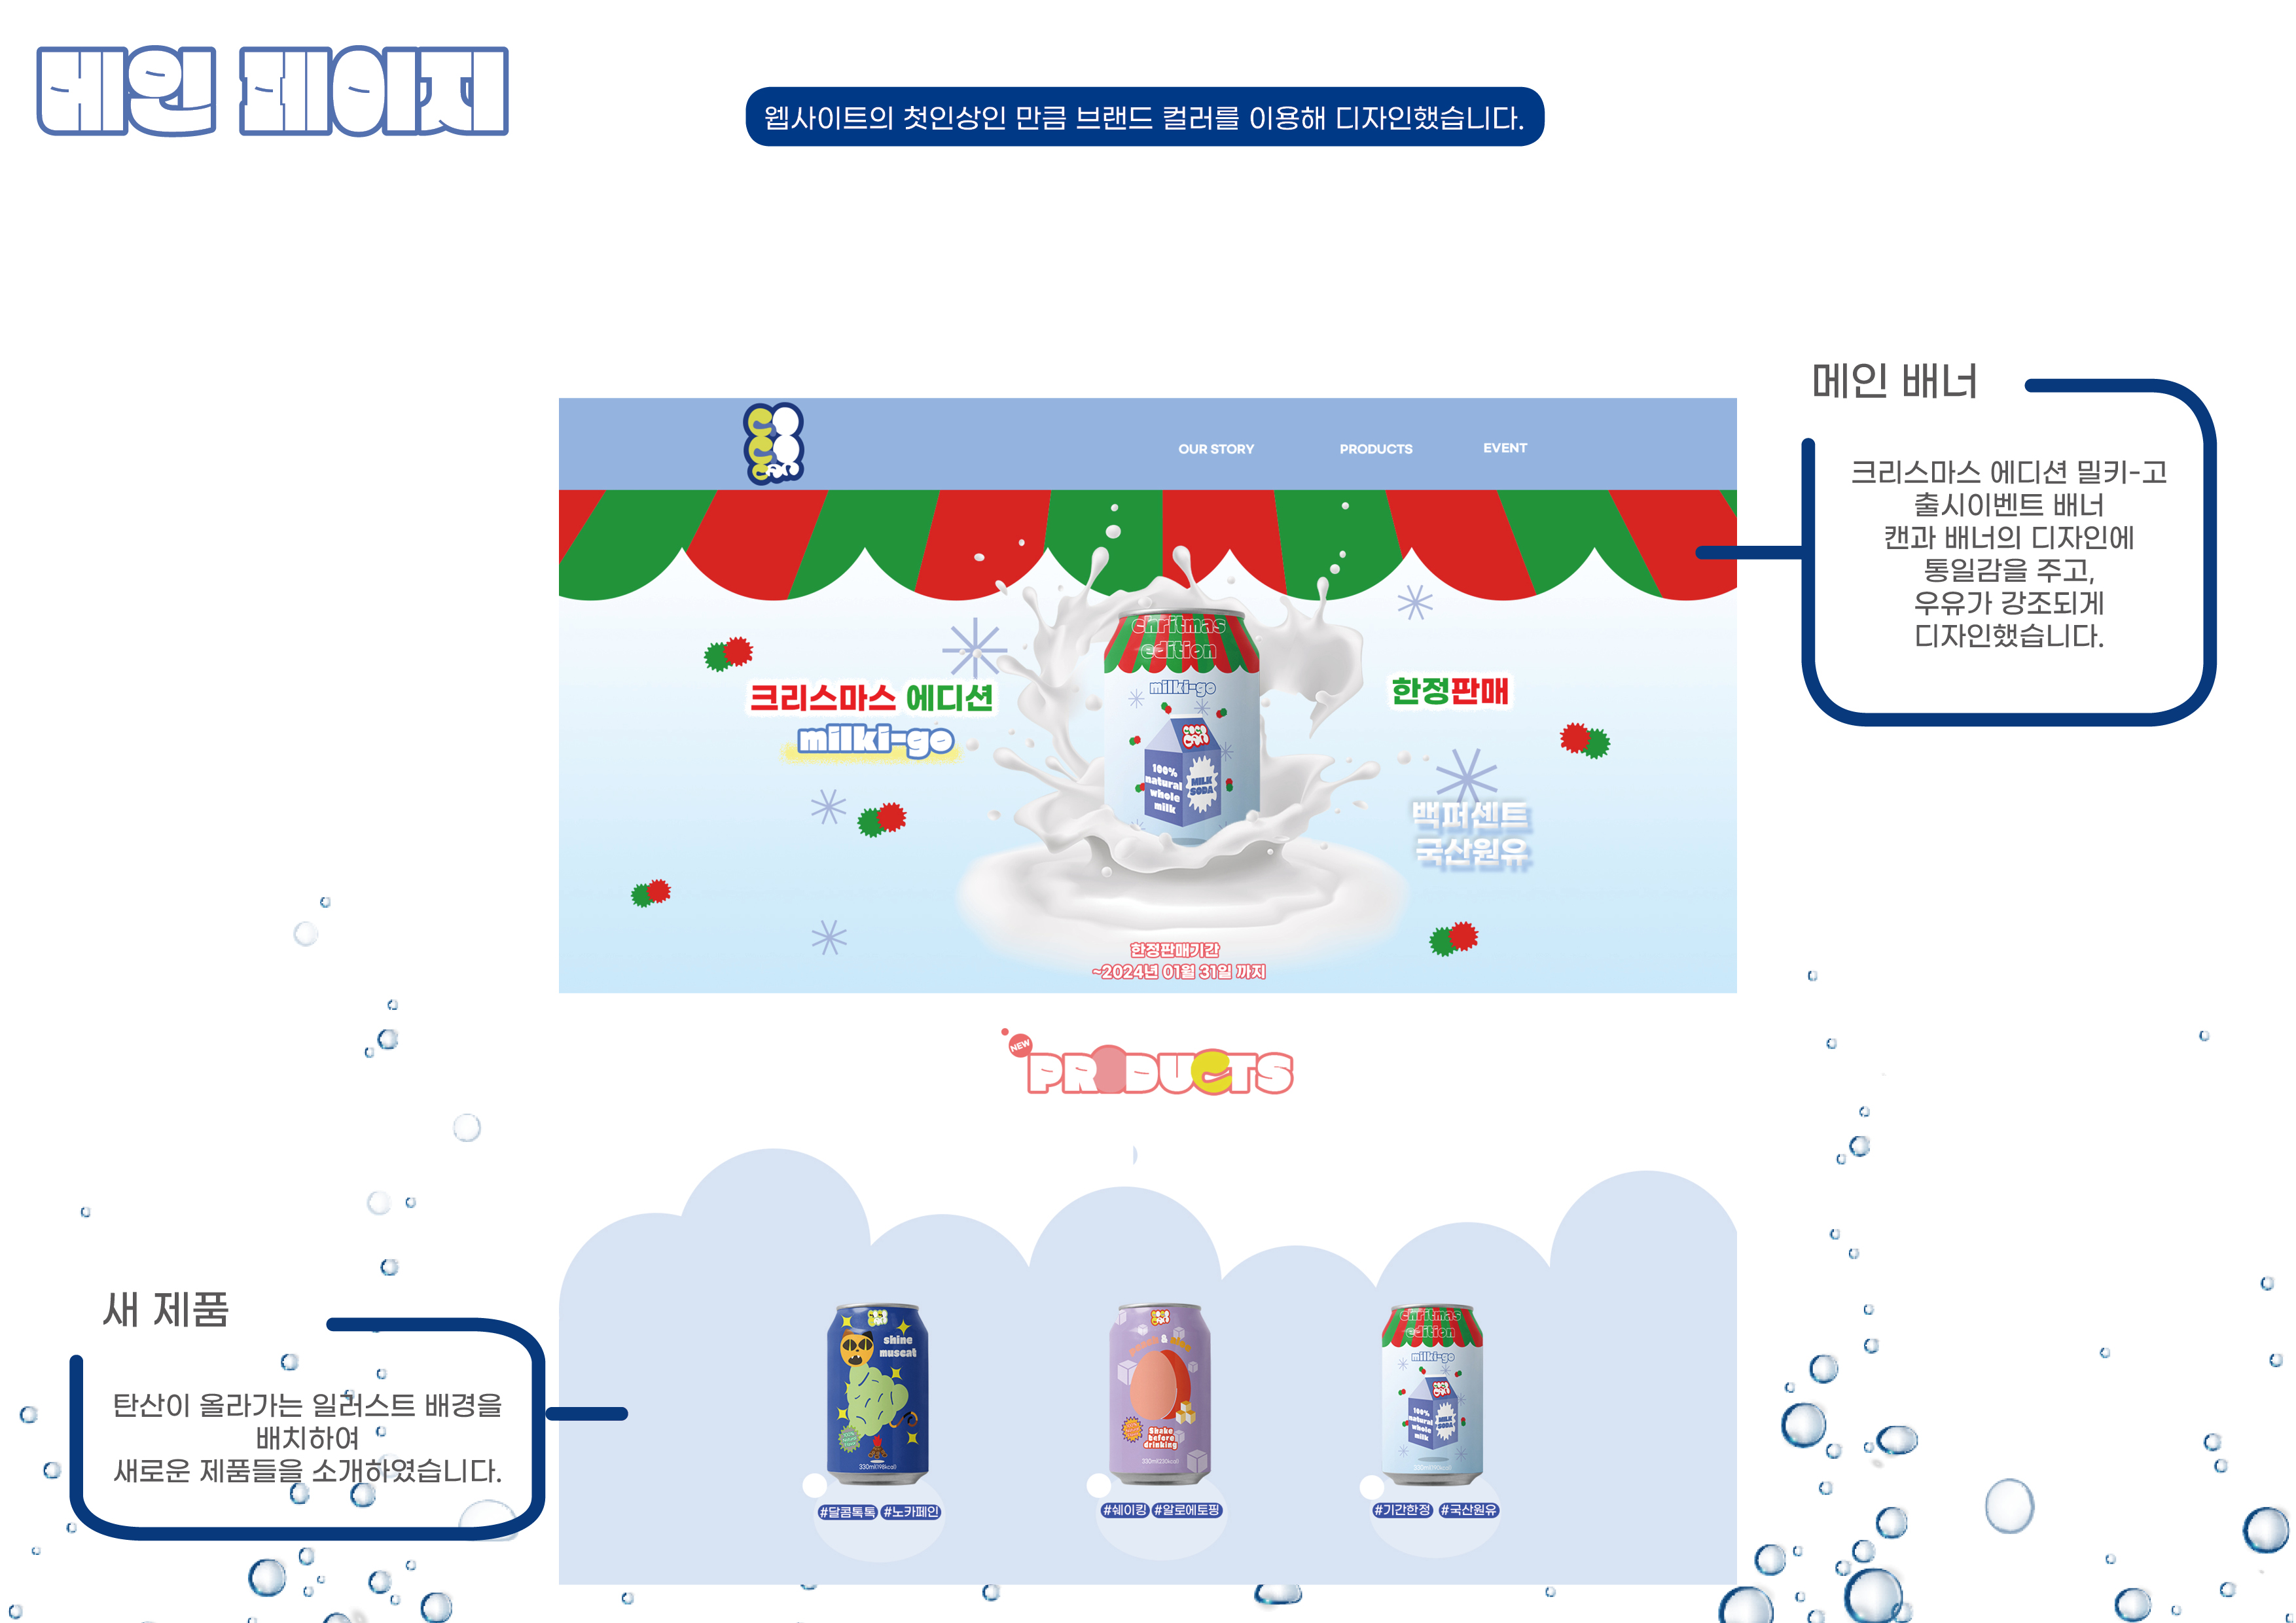 메인 페이지
웹사이트의 첫인상인 만큼 브랜드 컬러를 이용해 디자인했습니다.
메인 배너
크리스마스 에디션 밀키-고
출시이벤트 배너
캔과 배너의 디자인에
통일감을 주고,
우유가 강조되게
디자인했습니다.
OUR STORY
PRODUCTS
EVENT
chritmas
edition
milki-go
100%
natural
whole
milk
MILK
SODA
크리스마스 에디션
milki-go
한정판매
백퍼센트
국산원유
한정판매기간
~2024년 01월 31일 까지
NEW
PRODUCTS
새 제품
탄산이 올라가는 일러스트 배경을
배치하여
새로운 제품들을 소개하였습니다.
shine
muscat
#달콤톡톡 #노카페인
Shake
before
drinking
#쉐이킹 #알로에토핑
chritmas
edition
milki-go
100%
natural
whole
milk
MILK
SODA
#기간한정 #국산원유